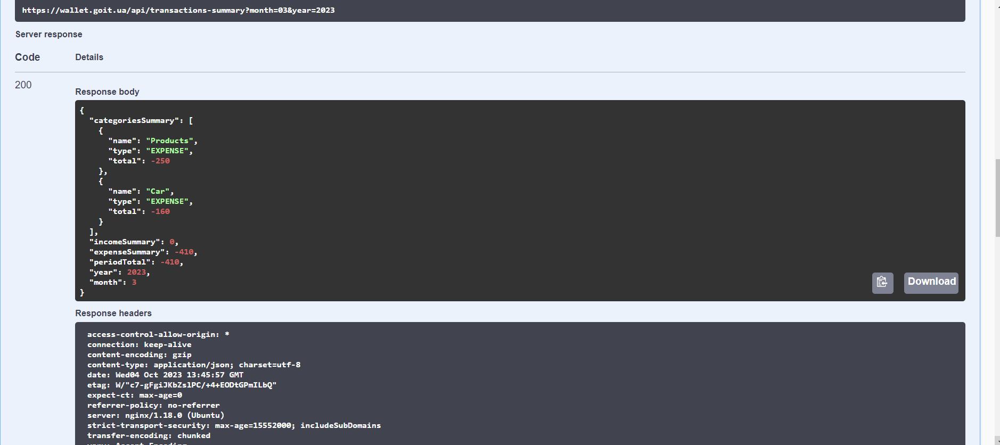 https://wallet.goit.ua/api/transactions-summary?month=03&year=2023
Server response
Code Details
200
Response body
{
  "categoriesSummary": [
    {
      "name": "Products",
      "type": "EXPENSE",
      "total": -250
    },
    {
      "name": "Car",
      "type": "EXPENSE",
      "total": -160
    }
  ],
  "incomeSummary": 0,
  "expenseSummary": -410,
  "periodTotal": -410,
  "year": 2023,
  "month": 3
}
Download
Response headers
access-control-allow-origin: *
connection: keep-alive
content-encoding: gzip
content-type: application/json; charset=utf-8
date: Wed04 Oct 2023 13:45:57 GMT
etag: W/"c7-gFgiJKbZslPC/+4+EODtGPmILbQ"
expect-ct: max-age=0
referrer-policy: no-referrer
server: nginx/1.18.0 (Ubuntu)
strict-transport-security: max-age=15552000; includeSubDomains
transfer-encoding: chunked
vary: Accept-Encoding